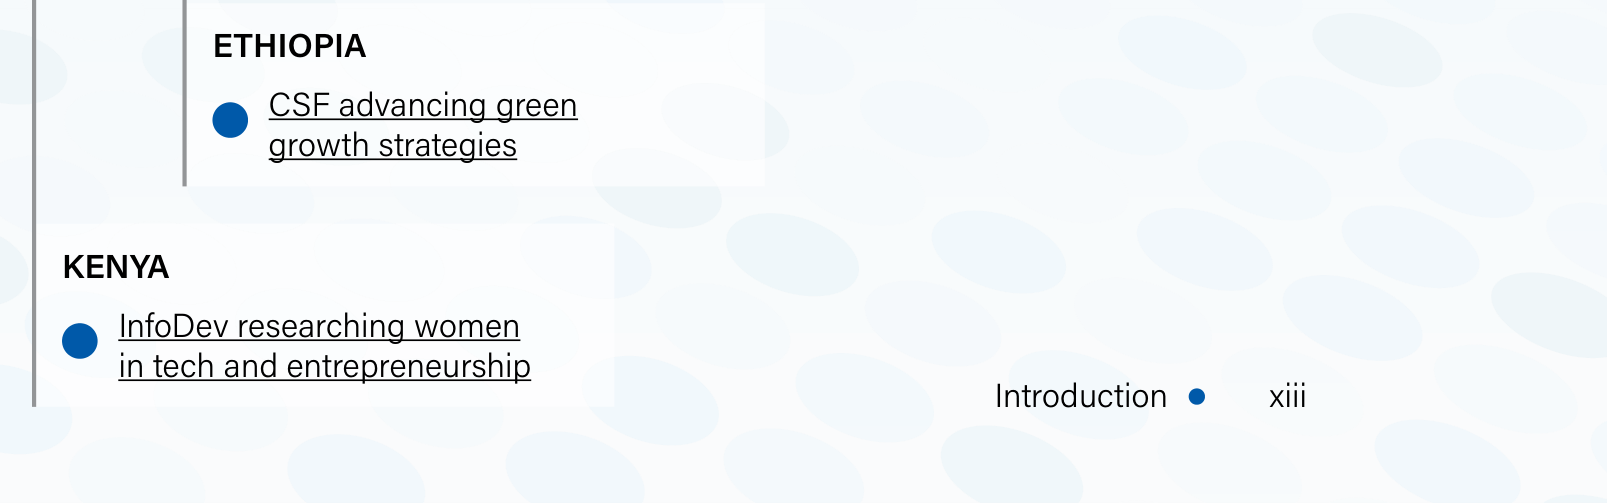 ETHIOPIA
CSF advancing green
growth strategies
KENYA
InfoDev researching women
in tech and entrepreneurship
Introduction ● xiii